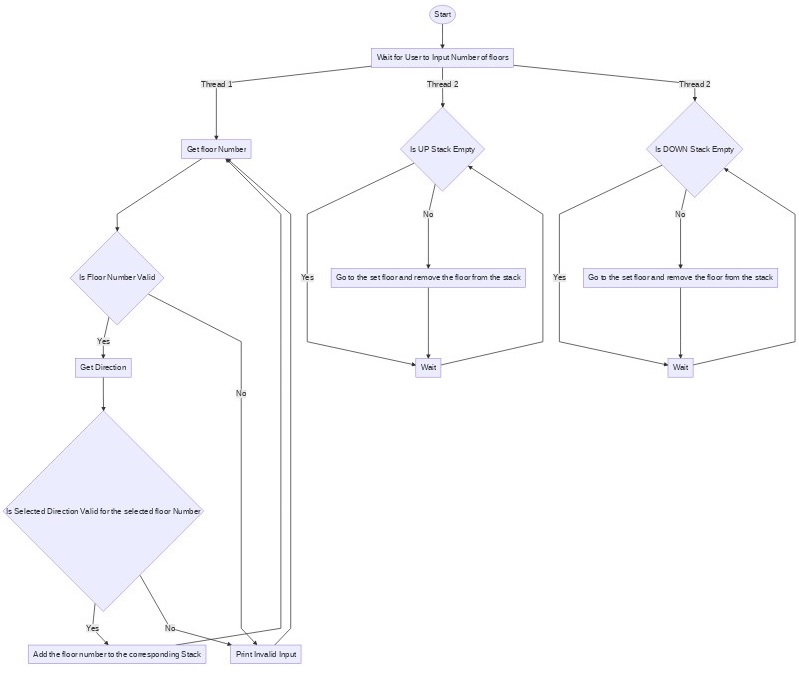 Start
Wait for User to Input Number of floors
Thread 1
Thread 2
Thread 2
Get floor Number
Is UP Stack Empty
Is DOWN Stack Empty
No
No
Is Floor Number Valid
Yes
Go to the set floor and remove the floor from the stack
Yes
Go to the set floor and remove the floor from the stack
Yes
Get Direction
Wait
Wait
No
Is Selected Direction Valid for the selected floor Number
Yes
No
Add the floor number to the corresponding Stack
Print Invalid Input